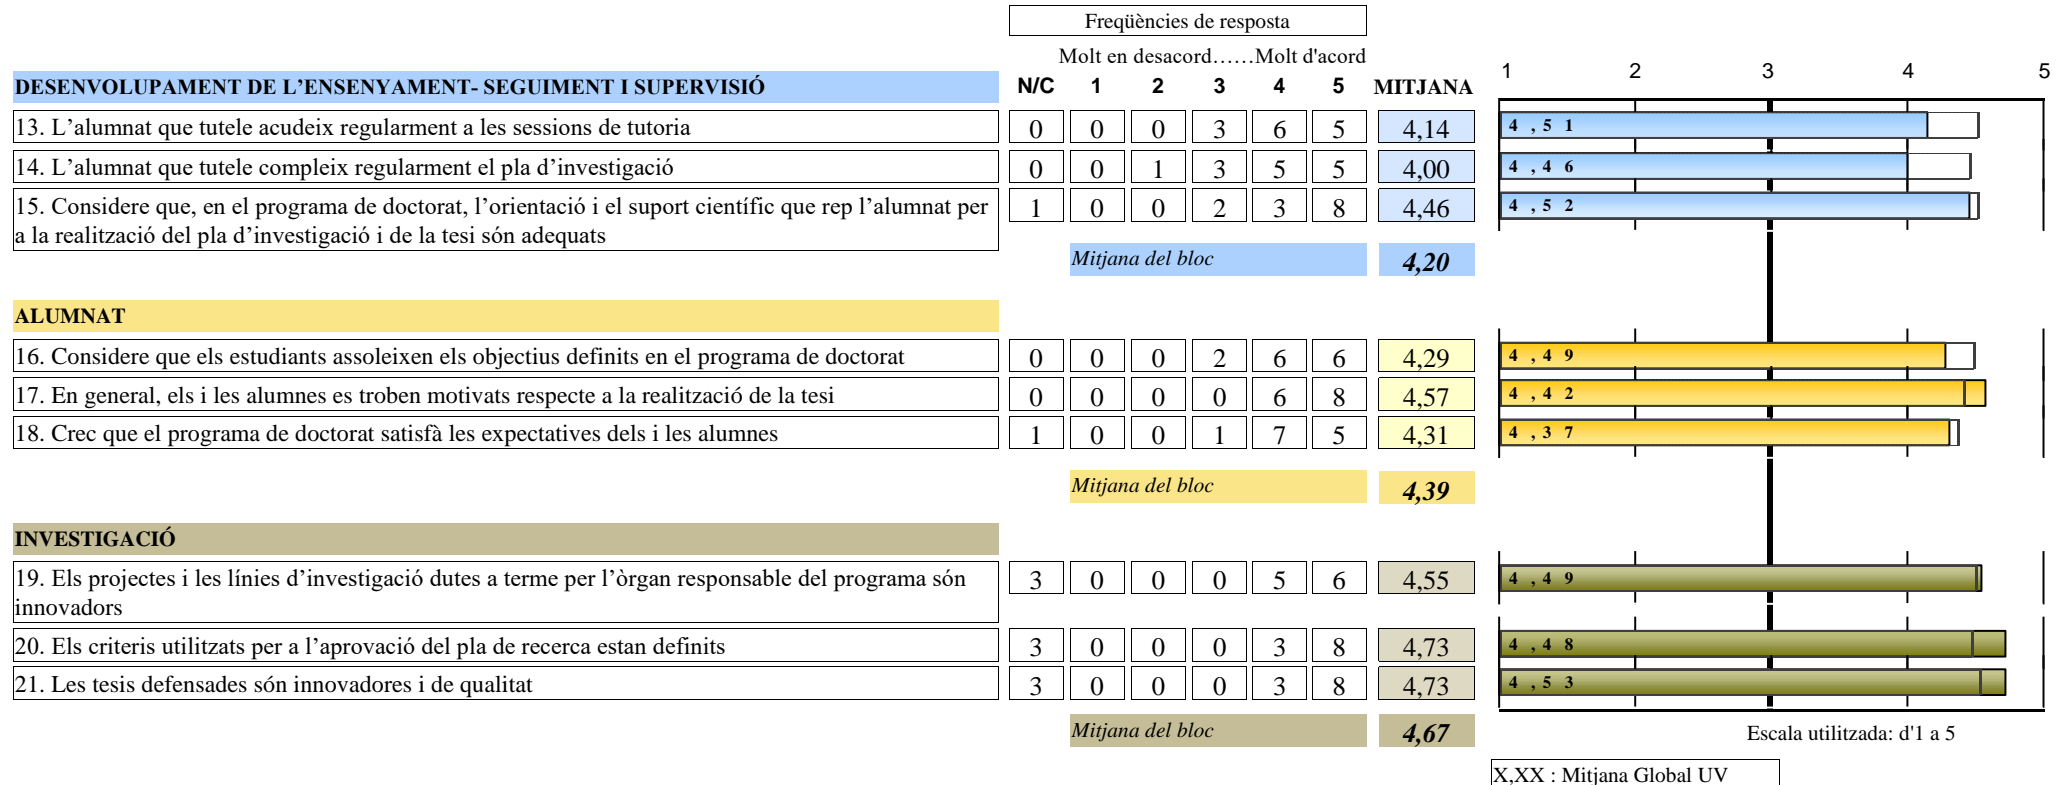 Freqüències de resposta
Molt en desacord……Molt d'acord
DESENVOLUPAMENT DE L’ENSENYAMENT- SEGUIMENT I SUPERVISIÓ N/C 1 2 3 4 5 MITJANA 1 2 3 4 5
13. L’alumnat que tutele acudeix regularment a les sessions de tutoria 0 0 0 3 6 5 4,14 4,51
14. L’alumnat que tutele compleix regularment el pla d’investigació 0 0 1 3 5 5 4,00 4,46
15. Considere que, en el programa de doctorat, l’orientació i el suport científic que rep l’alumnat per 1 0 0 2 3 8 4,46 4,52
a la realització del pla d’investigació i de la tesi són adequats
Mitjana del bloc 4,20
ALUMNAT
16. Considere que els estudiants assoleixen els objectius definits en el programa de doctorat 0 0 0 2 6 6 4,29 4,49
17. En general, els i les alumnes es troben motivats respecte a la realització de la tesi 0 0 0 0 6 8 4,57 4,42
18. Crec que el programa de doctorat satisfà les expectatives dels i les alumnes 1 0 0 1 7 5 4,31 4,37
Mitjana del bloc 4,39
INVESTIGACIÓ
19. Els projectes i les línies d’investigació dutes a terme per l’òrgan responsable del programa són 3 0 0 0 5 6 4,55 4,49
innovadors
20. Els criteris utilitzats per a l’aprovació del pla de recerca estan definits 3 0 0 0 3 8 4,73 4,48
21. Les tesis defensades són innovadores i de qualitat 3 0 0 0 3 8 4,73 4,53
Mitjana del bloc 4,67 Escala utilitzada: d'1 a 5
X,XX : Mitjana Global UV